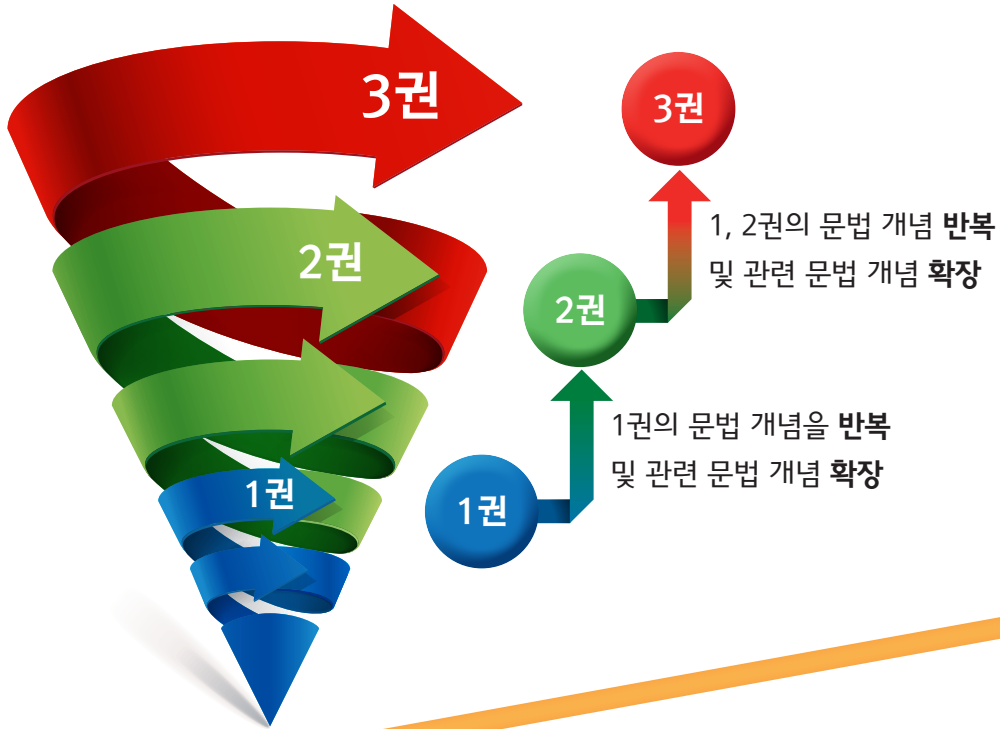 3권
2권
1권
3권
1, 2권의 문법 개념 반복
및 관련 문법 개념 확장
2권
1권의 문법 개념을 반복
및 관련 문법 개념 확장
1권